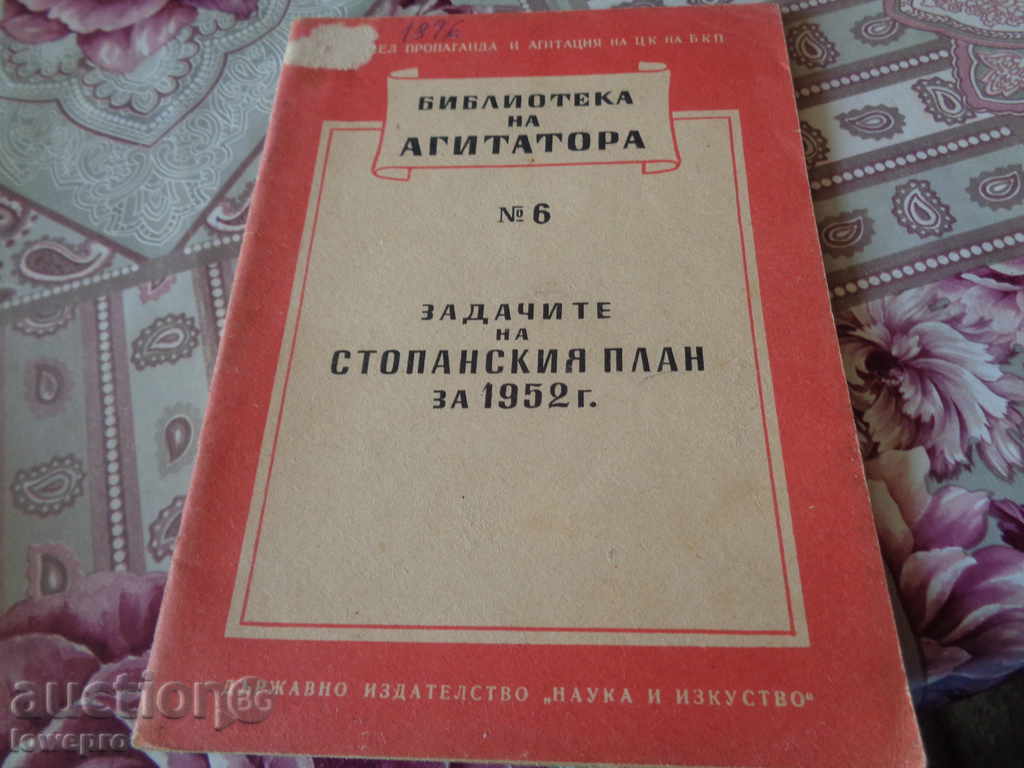 ПРОПАГАНДА И АГИТАЦИЯ НА ЦК НА БКП
БИБЛИОТЕКА
НА
АГИТАТОРА
№ 6
ЗАДАЧИТЕ
НА
СТОПАНСКИЯ ПЛАН
ЗА 1952 г.
ДЪРЖАВНО ИЗДАТЕЛСТВО „НАУКА И ИЗКУСТВО“
auction BG
lowepro